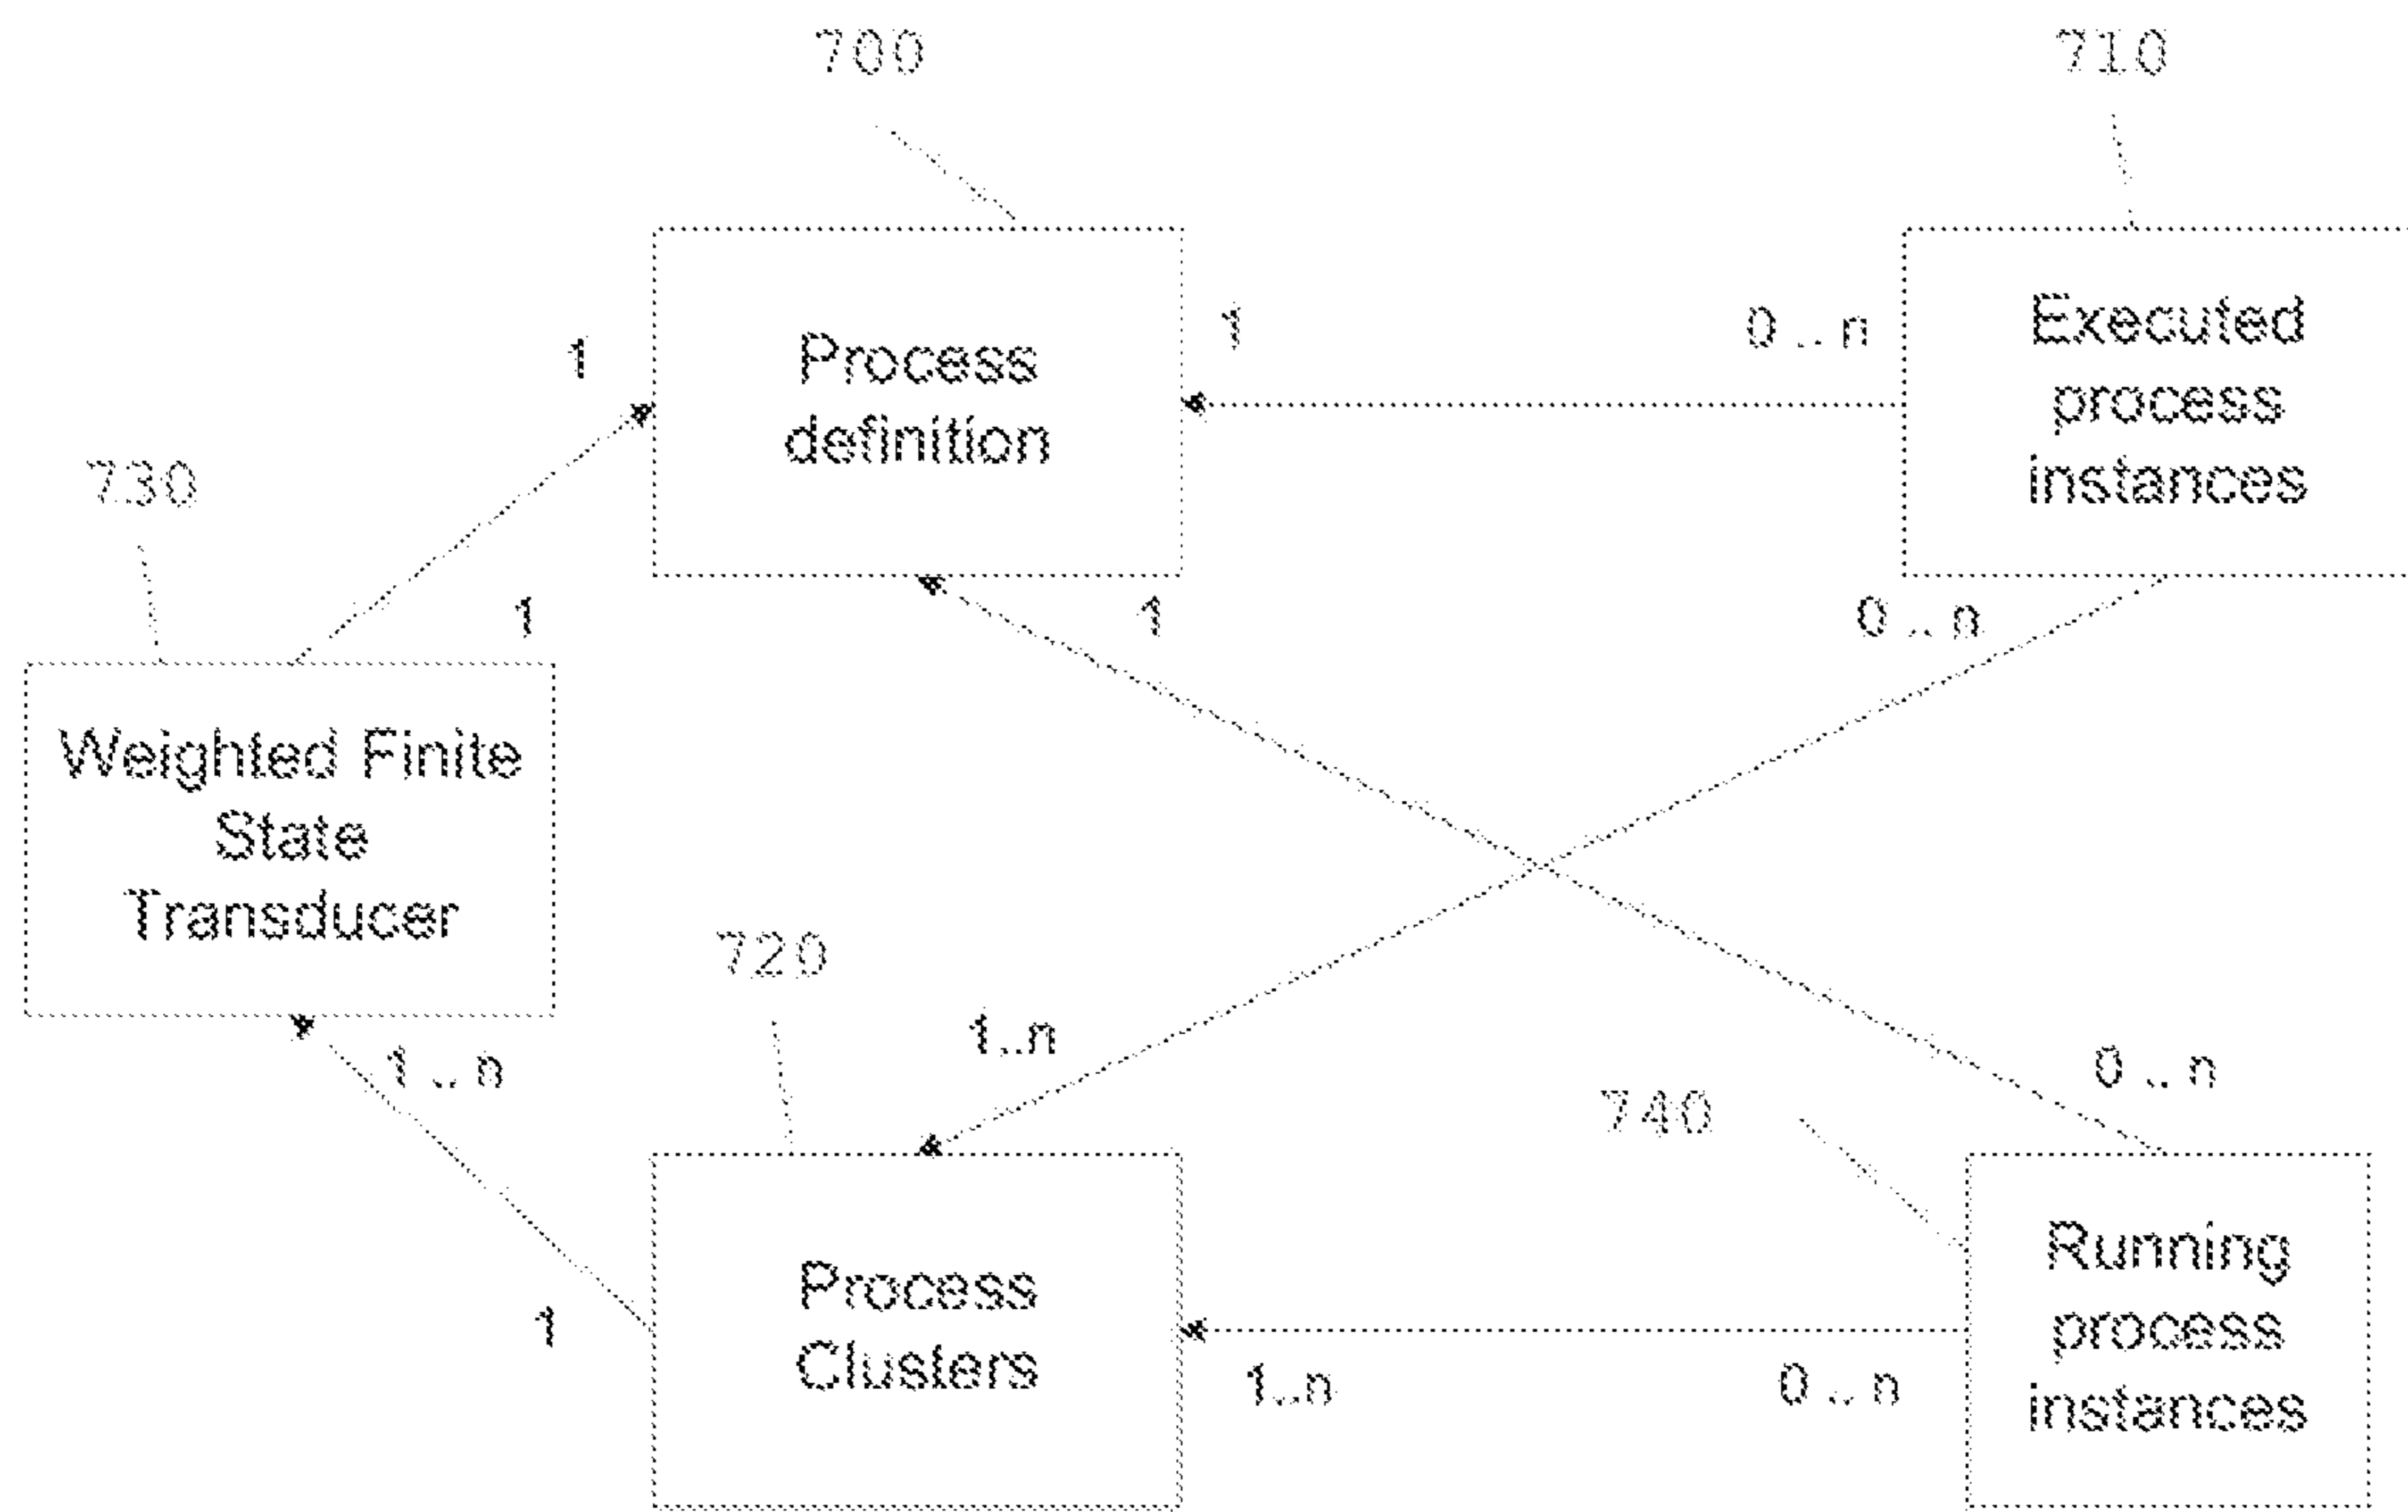 700
710
Process
definition
Executed
process
instances
1
1
0 .. n
730
1
1
0 .. n
Weighted Finite
State
Transducer
720
1..n
1 .. n
0 .. n
740
Process
Clusters
Running
process
instances
1
1..n
0 .. n